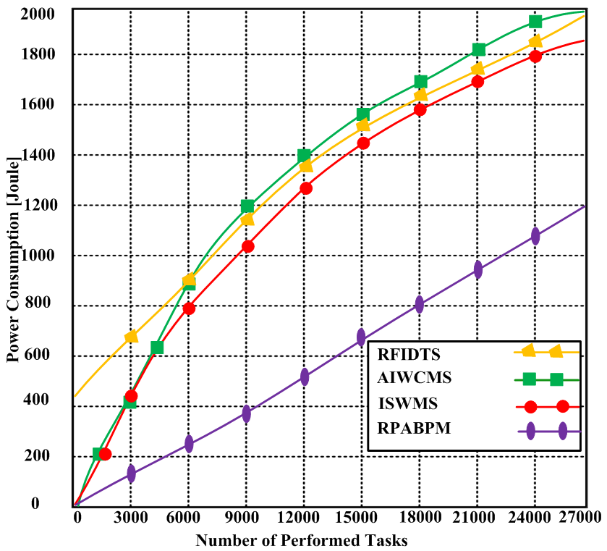 Power Consumption [Joule]
2000
1800
1600
1400
1200
1000
800
600
400
200
0
RFIDTS
AIWCMS
ISWMS
RPABPM
0 3000 6000 9000 12000 15000 18000 21000 24000 27000
Number of Performed Tasks